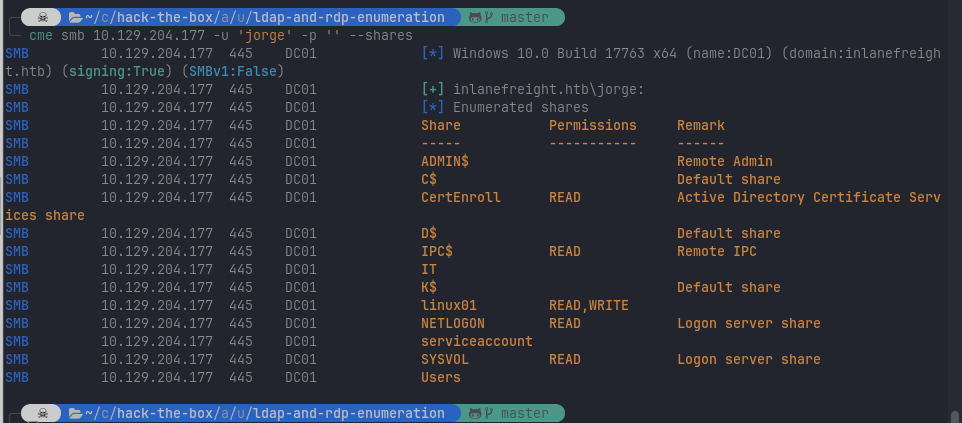 ~/c/hack-the-box/a/u/ldap-and-rdp-enumeration master
cme smb 10.129.204.177 -u 'jorge' -p '' --shares
SMB 10.129.204.177 445 DC01 [*] Windows 10.0 Build 17763 x64 (name:DC01) (domain:inlanefreigh
t.htb) (signing:True) (SMBv1:False)
SMB 10.129.204.177 445 DC01 [+] inlanefreight.htb\jorge:
SMB 10.129.204.177 445 DC01 [*] Enumerated shares
SMB 10.129.204.177 445 DC01 Share Permissions Remark
SMB 10.129.204.177 445 DC01 ----- ----------- ------
SMB 10.129.204.177 445 DC01 ADMIN$ Remote Admin
SMB 10.129.204.177 445 DC01 C$ Default share
SMB 10.129.204.177 445 DC01 CertEnroll READ Active Directory Certificate Serv
ices share
SMB 10.129.204.177 445 DC01 D$ Default share
SMB 10.129.204.177 445 DC01 IPC$ READ Remote IPC
SMB 10.129.204.177 445 DC01 IT
SMB 10.129.204.177 445 DC01 K$ Default share
SMB 10.129.204.177 445 DC01 linux01 READ,WRITE
SMB 10.129.204.177 445 DC01 NETLOGON READ Logon server share
SMB 10.129.204.177 445 DC01 serviceaccount
SMB 10.129.204.177 445 DC01 SYSVOL READ Logon server share
SMB 10.129.204.177 445 DC01 Users
~/c/hack-the-box/a/u/ldap-and-rdp-enumeration master